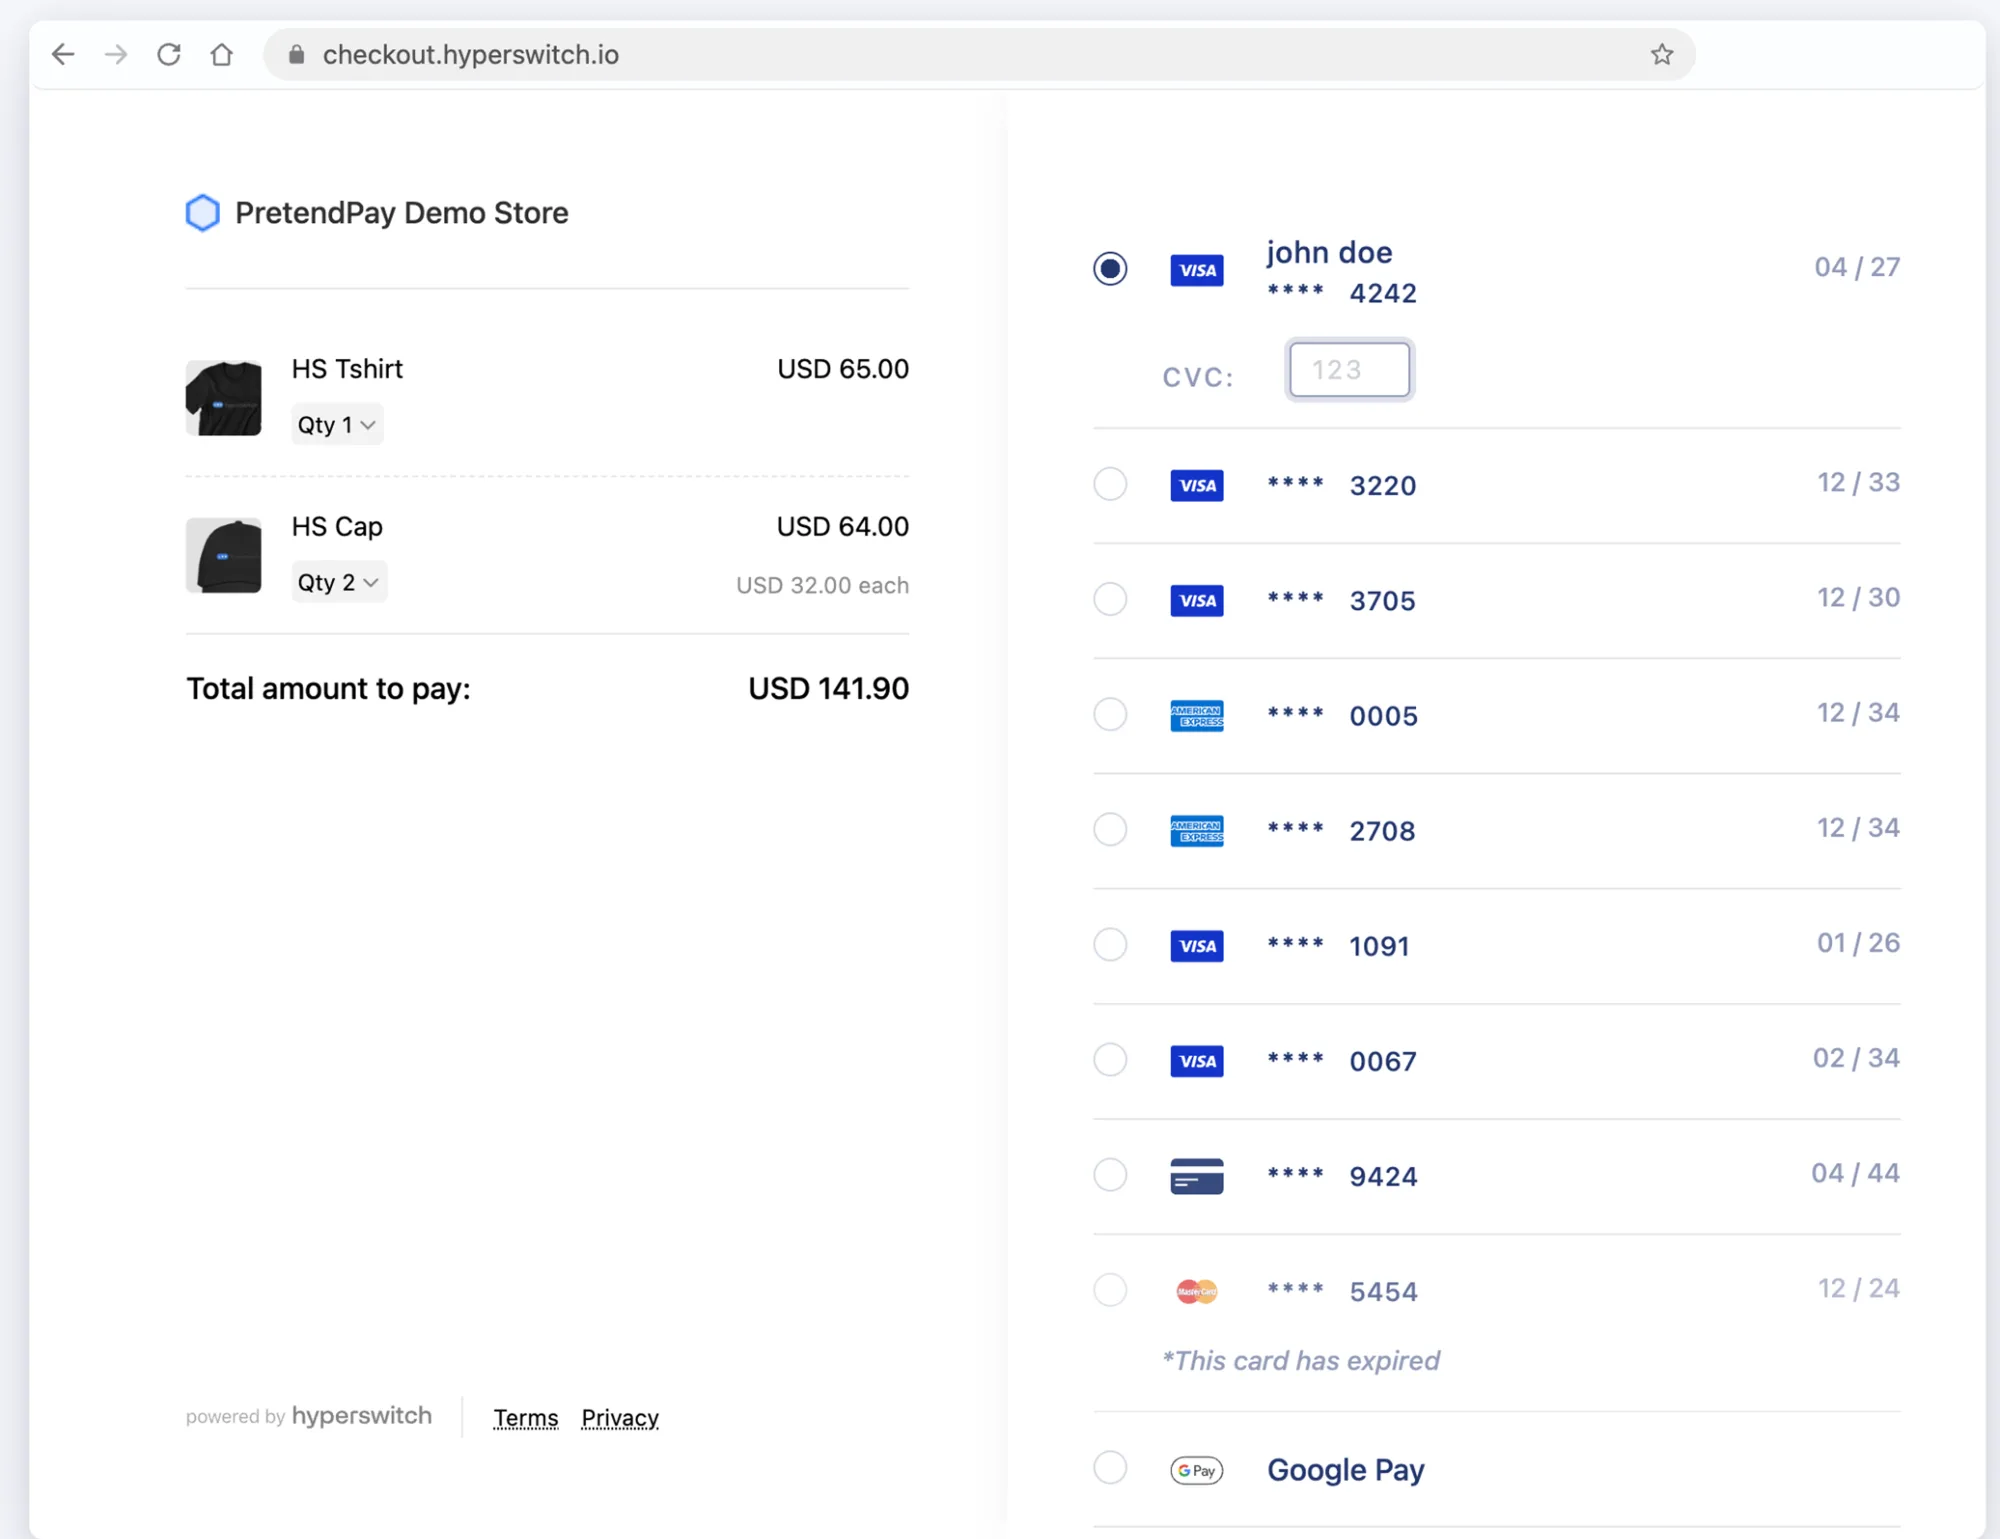 checkout.hyperswitch.io
PretendPay Demo Store
HS Tshirt USD 65.00
Qty 1
HS Cap USD 64.00
Qty 2 USD 32.00 each
Total amount to pay: USD 141.90
powered by hyperswitch Terms Privacy
john doe
VISA **** 4242 04 / 27
CVC: 123
VISA **** 3220 12 / 33
VISA **** 3705 12 / 30
AMERICAN EXPRESS **** 0005 12 / 34
AMERICAN EXPRESS **** 2708 12 / 34
VISA **** 1091 01 / 26
VISA **** 0067 02 / 34
**** 9424 04 / 44
MasterCard **** 5454 12 / 24
*This card has expired
G Pay Google Pay